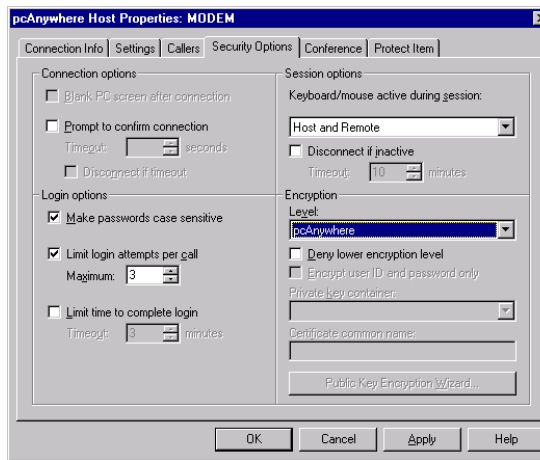 pcAnywhere Host Properties: MODEM
Connection Info Settings Callers Security Options Conference Protect Item
Connection options
Blank PC screen after connection
Prompt to confirm connection
Timeout: seconds
Disconnect if timeout
Login options
Make passwords case sensitive
Limit login attempts per call
Maximum: 3
Limit time to complete login
Timeout: 3 minutes
Session options
Keyboard/mouse active during session:
Host and Remote
Disconnect if inactive
Timeout: 10 minutes
Encryption
Level:
pcAnywhere
Deny lower encryption level
Encrypt user ID and password only
Private key container:
Certificate common name:
Public Key Encryption Wizard...
OK Cancel Apply Help